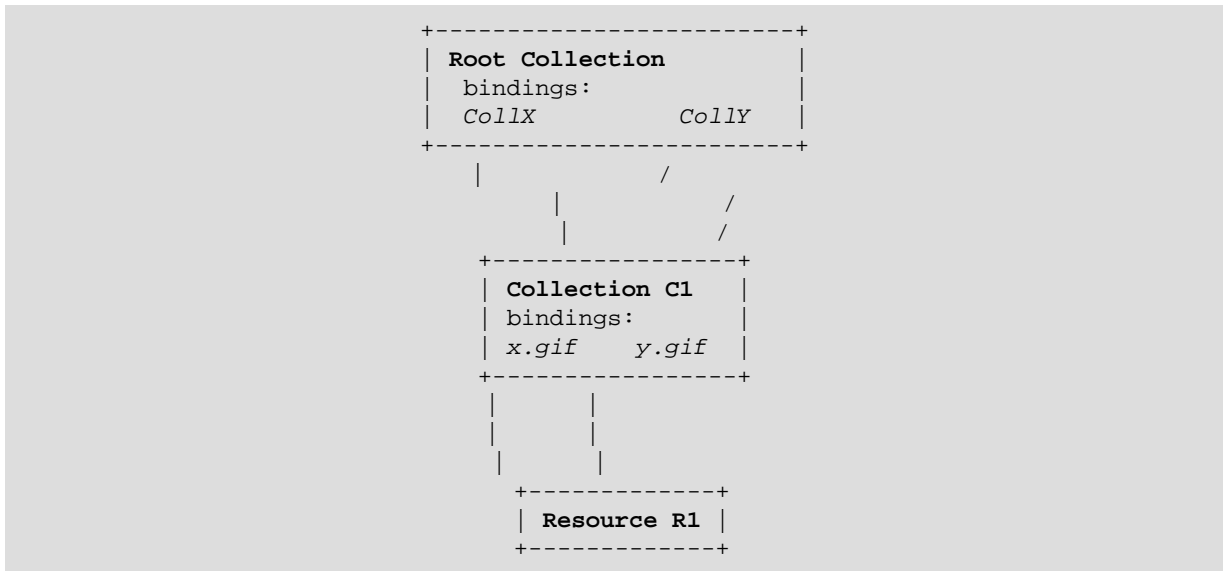 +-------------------------+
| Root Collection         |
|  bindings:              |
|  CollX          CollY   |
+-------------------------+
    |            /
         |           /
          |          /
    +-----------------+
    | Collection C1   |
    | bindings:       |
    | x.gif    y.gif  |
    +-----------------+
     |      |
     |      |
      |      |
       +-------------+
       | Resource R1 |
       +-------------+